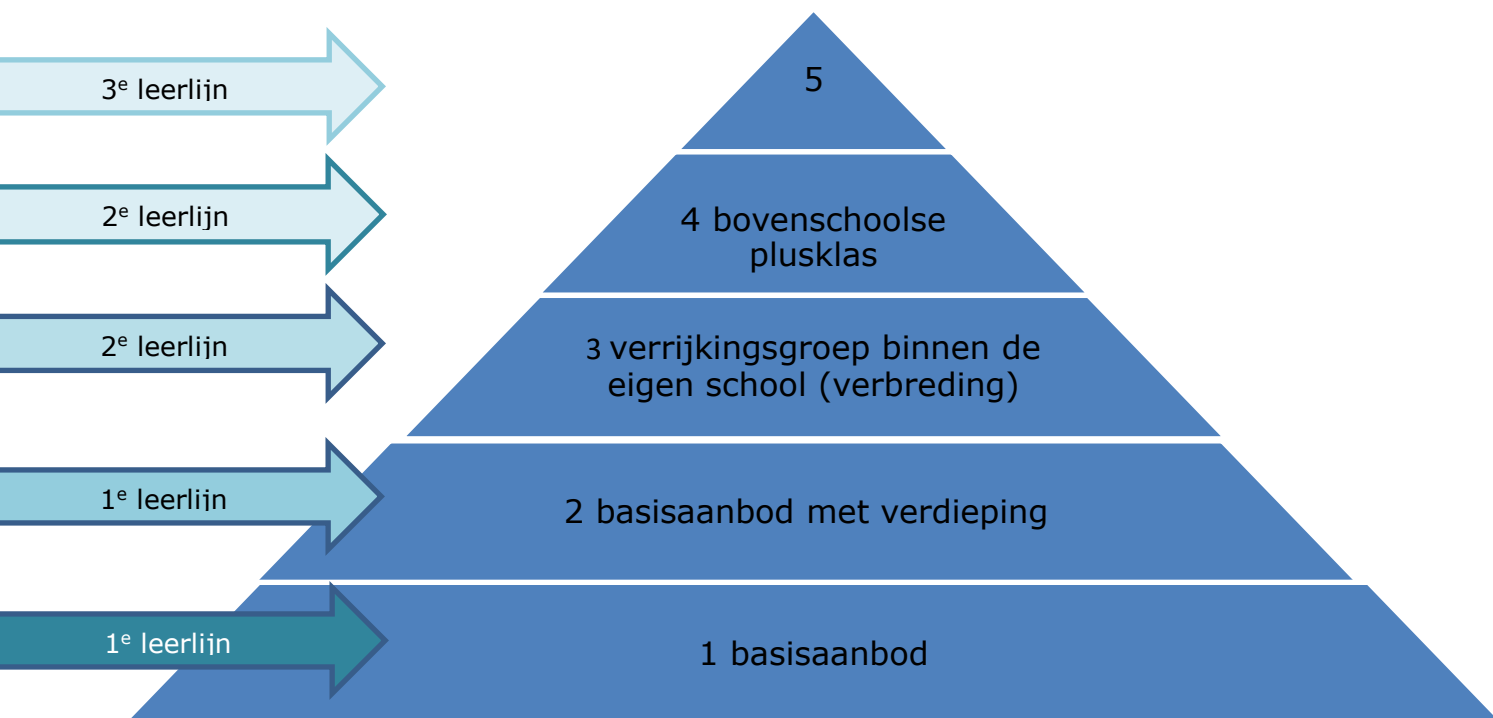 3e leerlijn
5
2e leerlijn
4 bovenschoolse
plusklas
2e leerlijn
3 verrijkingsgroep binnen de
eigen school (verbreding)
1e leerlijn
2 basisaanbod met verdieping
1e leerlijn
1 basisaanbod